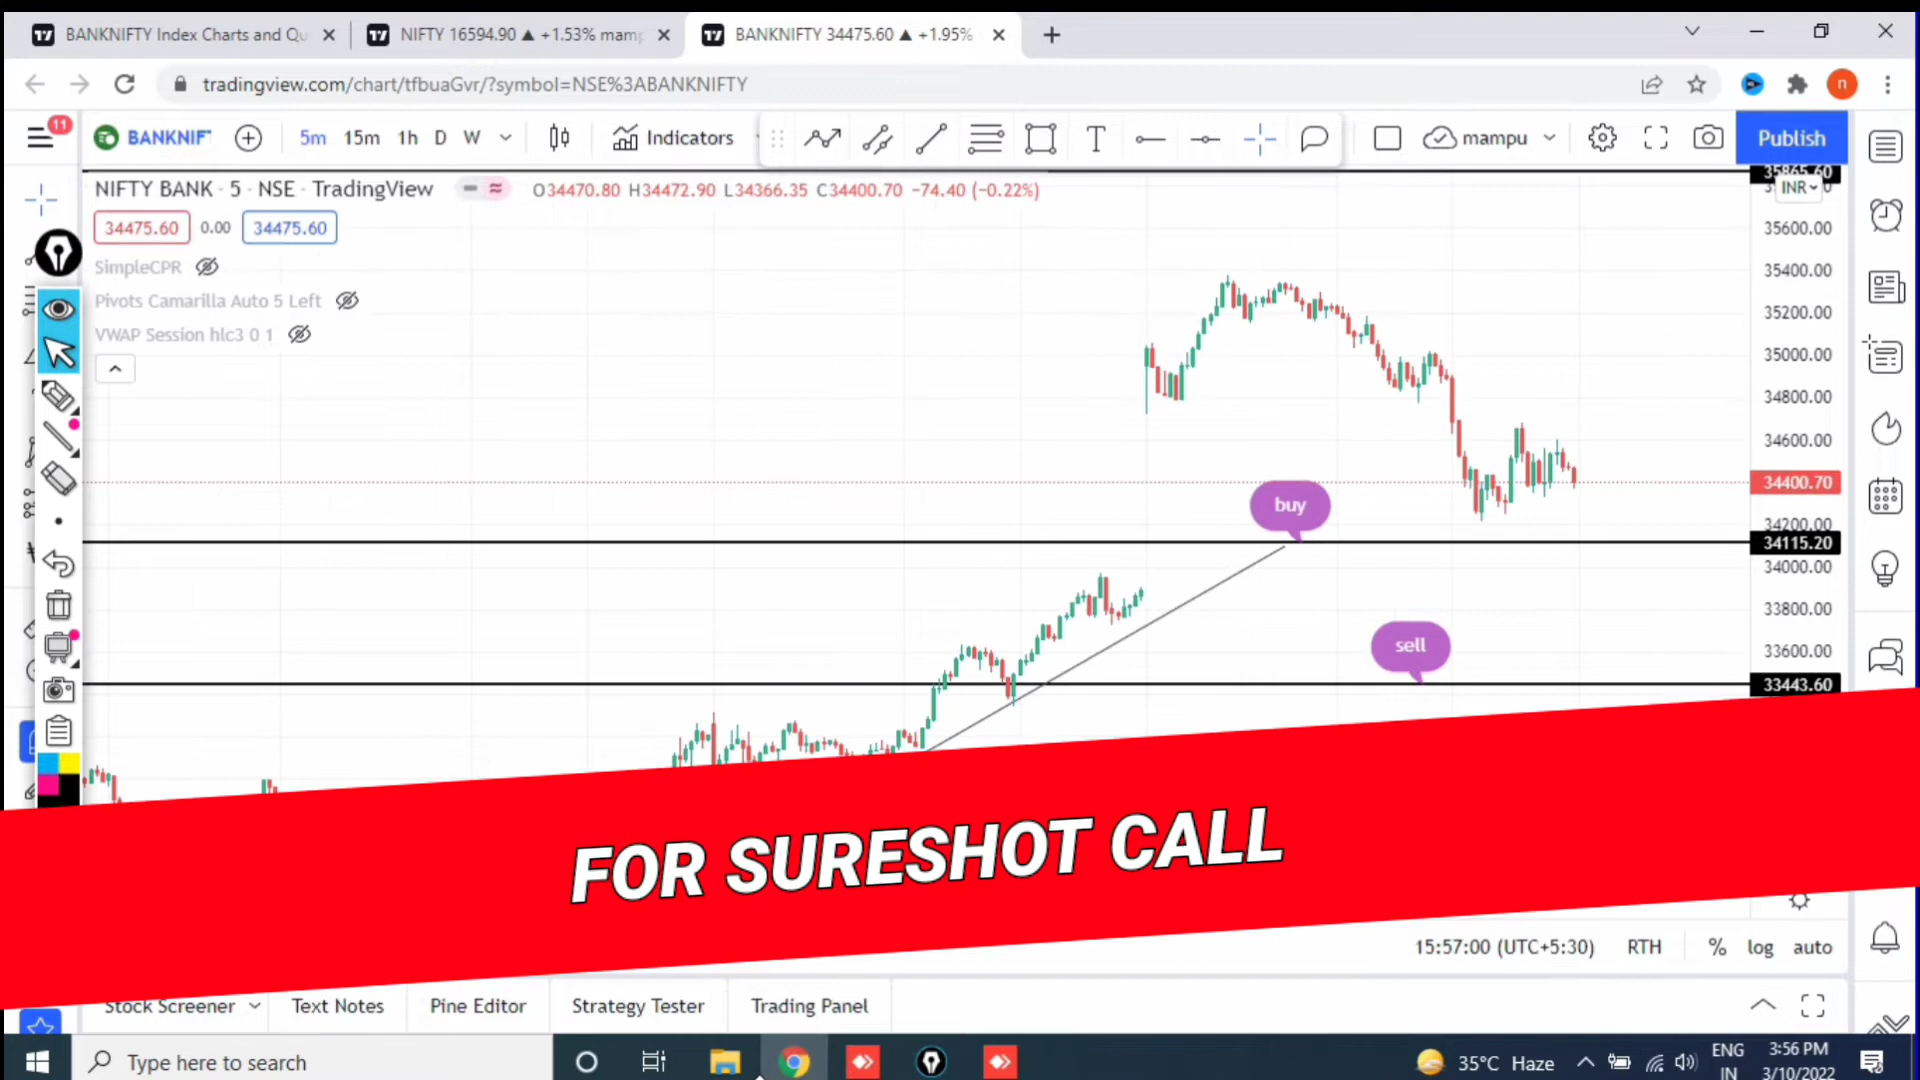 BANKNIFTY Index Charts and Qu
NIFTY 16594.90 ▲ +1.53% mamp
BANKNIFTY 34475.60 ▲ +1.95%
tradingview.com/chart/tfbuaGvr/?symbol=NSE%3ABANKNIFTY
n
11
BANKNIFT
5m 15m 1h D W
Indicators
T
mampu
Publish
NIFTY BANK · 5 · NSE · TradingView
O34470.80 H34472.90 L34366.35 C34400.70 −74.40 (−0.22%)
34475.60 0.00 34475.60
SimpleCPR
Pivots Camarilla Auto 5 Left
VWAP Session hlc3 0 1
35865.60
INR
35600.00
35400.00
35200.00
35000.00
34800.00
34600.00
34400.70
34200.00
34115.20
34000.00
33800.00
33600.00
33443.60
buy
sell
FOR SURESHOT CALL
15:57:00 (UTC+5:30) RTH % log auto
Stock Screener Text Notes Pine Editor Strategy Tester Trading Panel
Type here to search
35°C Haze
ENG
IN
3:56 PM
3/10/2022